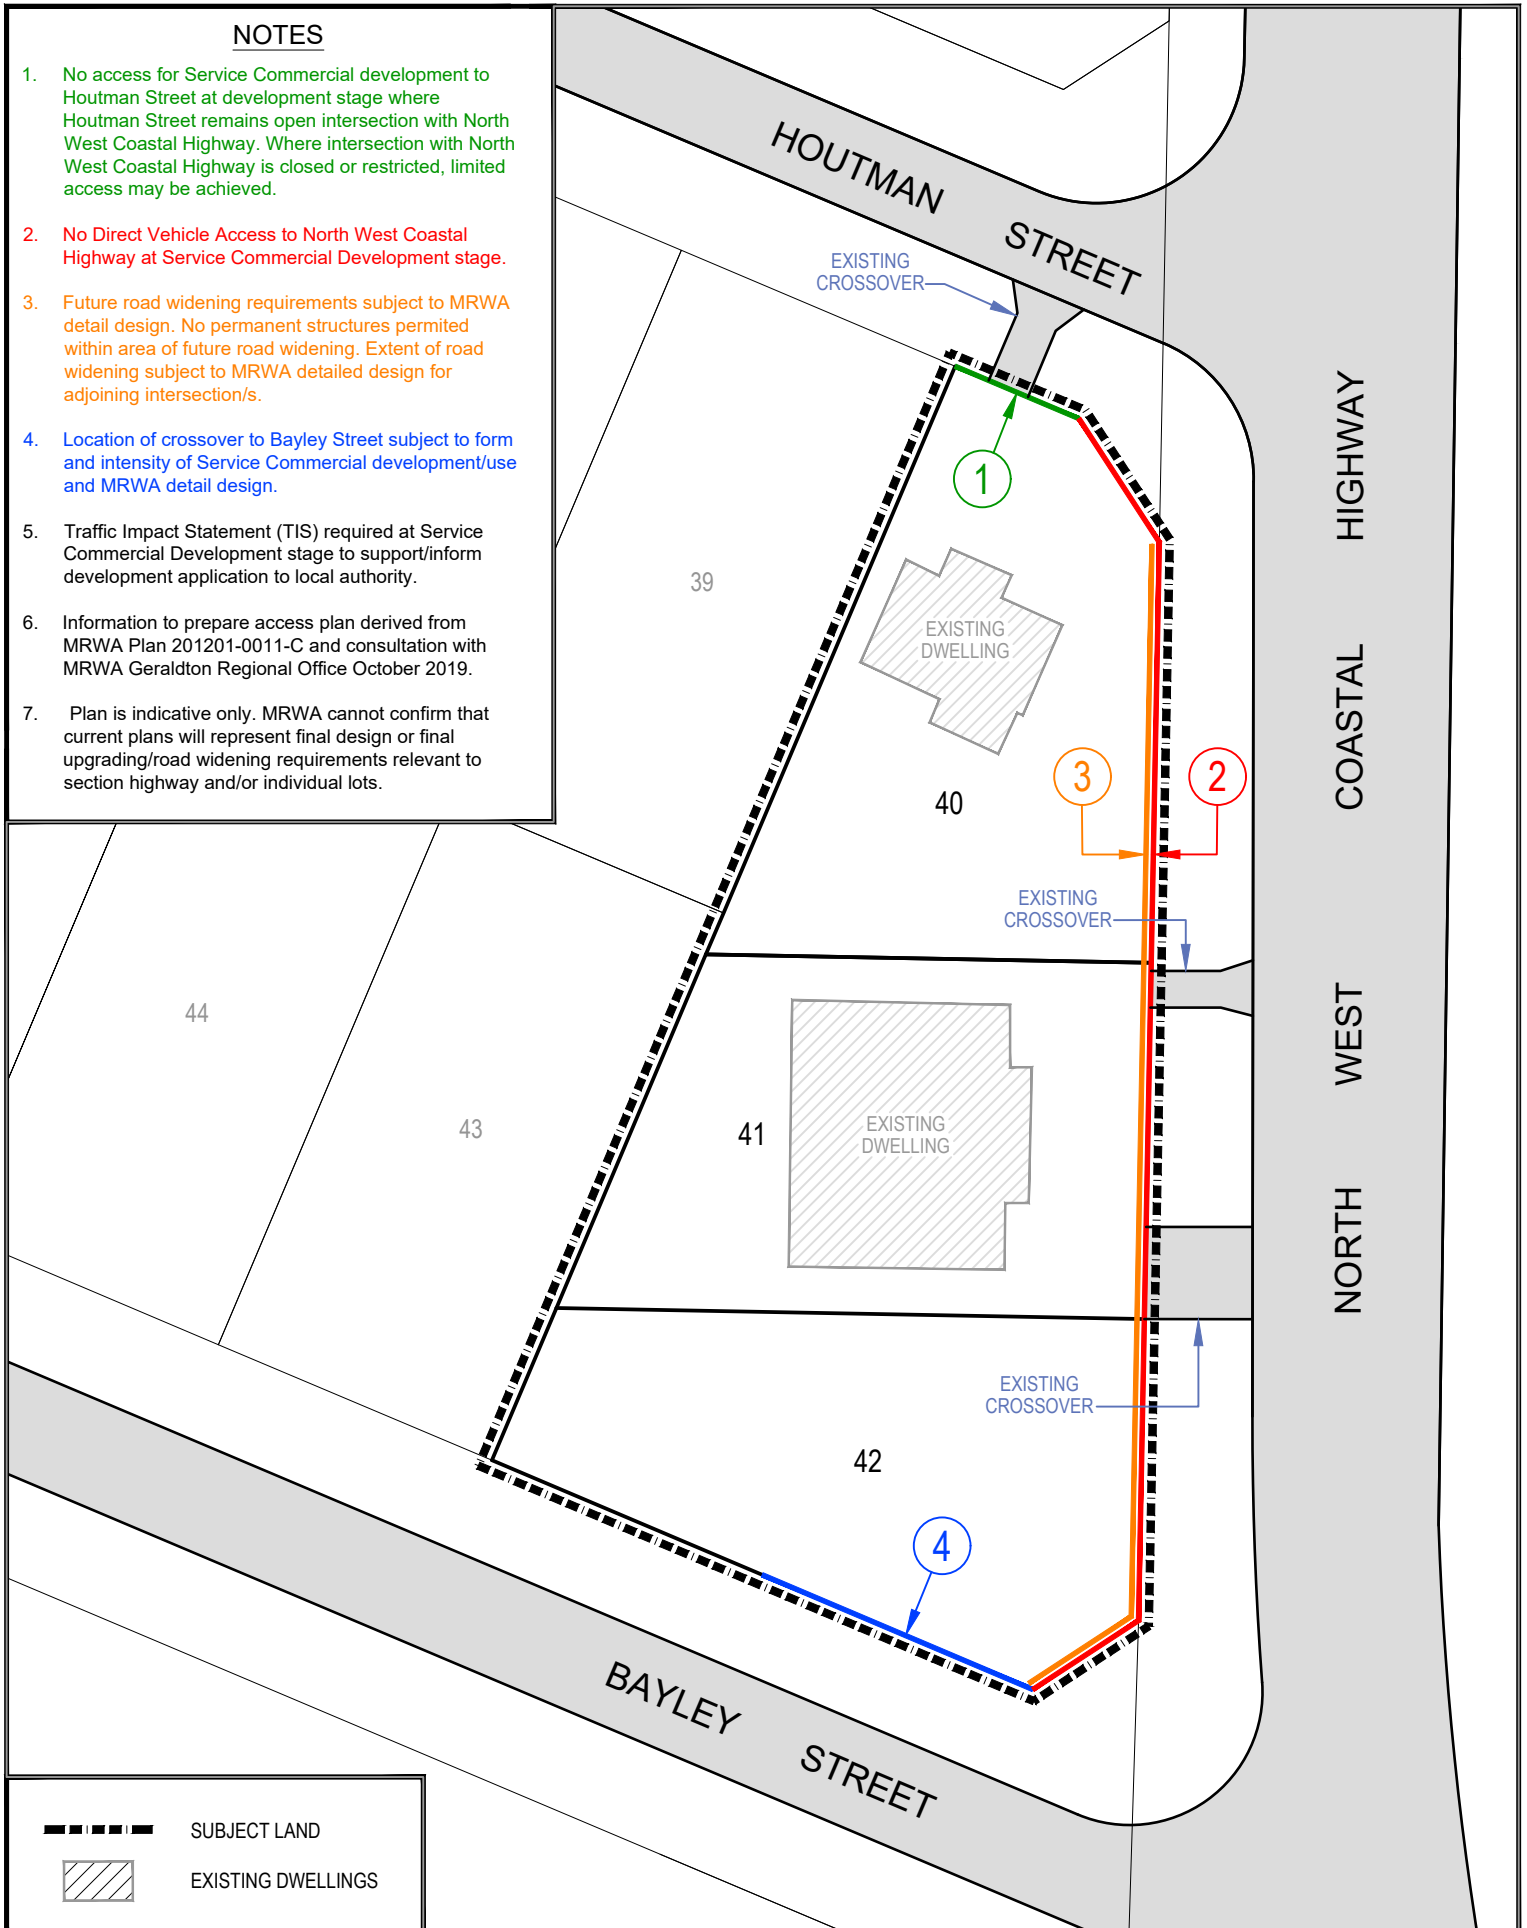 NOTES
1. No access for Service Commercial development to
Houtman Street at development stage where
Houtman Street remains open intersection with North
West Coastal Highway. Where intersection with North
West Coastal Highway is closed or restricted, limited
access may be achieved.
2. No Direct Vehicle Access to North West Coastal
Highway at Service Commercial Development stage.
3. Future road widening requirements subject to MRWA
detail design. No permanent structures permited
within area of future road widening. Extent of road
widening subject to MRWA detailed design for
adjoining intersection/s.
4. Location of crossover to Bayley Street subject to form
and intensity of Service Commercial development/use
and MRWA detail design.
5. Traffic Impact Statement (TIS) required at Service
Commercial Development stage to support/inform
development application to local authority.
6. Information to prepare access plan derived from
MRWA Plan 201201-0011-C and consultation with
MRWA Geraldton Regional Office October 2019.
7. Plan is indicative only. MRWA cannot confirm that
current plans will represent final design or final
upgrading/road widening requirements relevant to
section highway and/or individual lots.
HOUTMAN STREET
EXISTING
CROSSOVER
1
39
EXISTING
DWELLING
40
3
2
EXISTING
CROSSOVER
NORTH WEST COASTAL HIGHWAY
44
43
41
EXISTING
DWELLING
EXISTING
CROSSOVER
42
4
BAYLEY STREET
SUBJECT LAND
EXISTING DWELLINGS